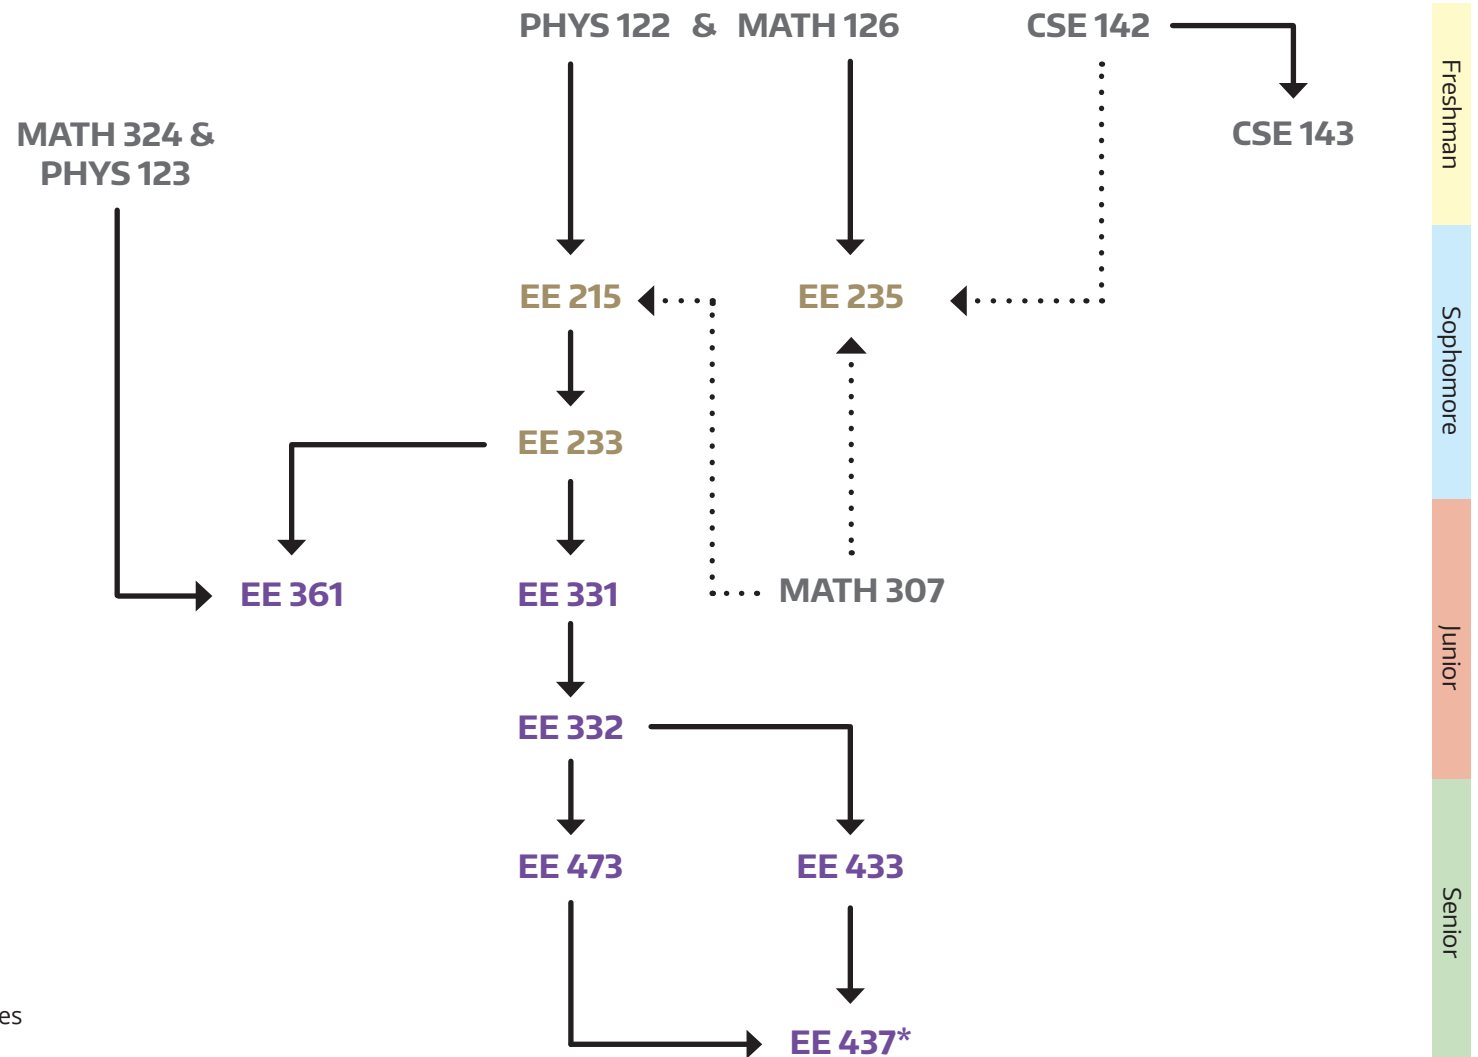 PHYS 122 & MATH 126
CSE 142
CSE 143
MATH 324 &
PHYS 123
EE 215
EE 235
EE 233
EE 361
EE 331
MATH 307
EE 332
EE 473
EE 433
EE 437*
es
Freshman
Sophomore
Junior
Senior